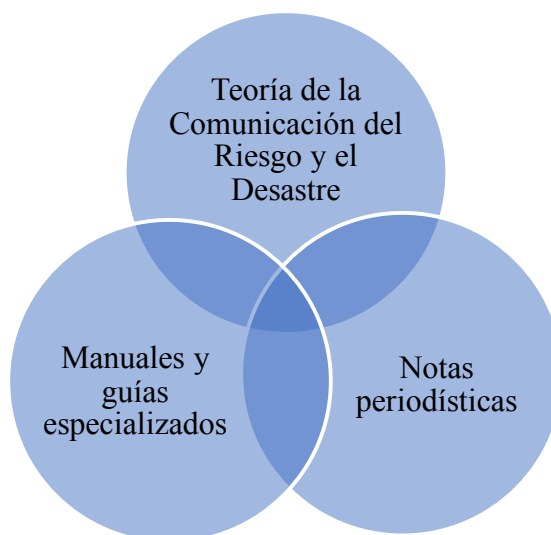 Teoría de la
Comunicación del
Riesgo y el
Desastre
Manuales y
guías
especializados
Notas
periodísticas